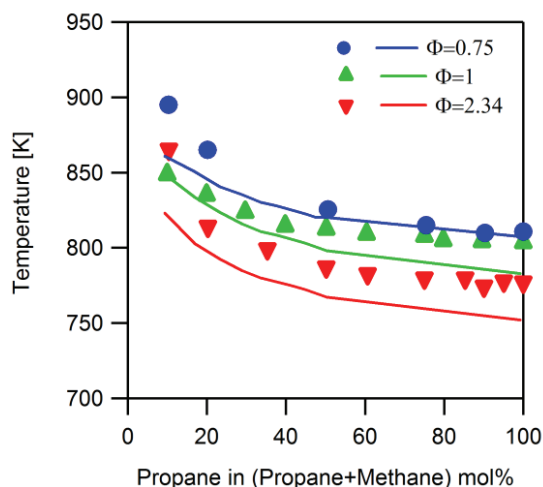 950
900
850
800
750
700
Temperature [K]
Φ=0.75
Φ=1
Φ=2.34
0 20 40 60 80 100
Propane in (Propane+Methane) mol%